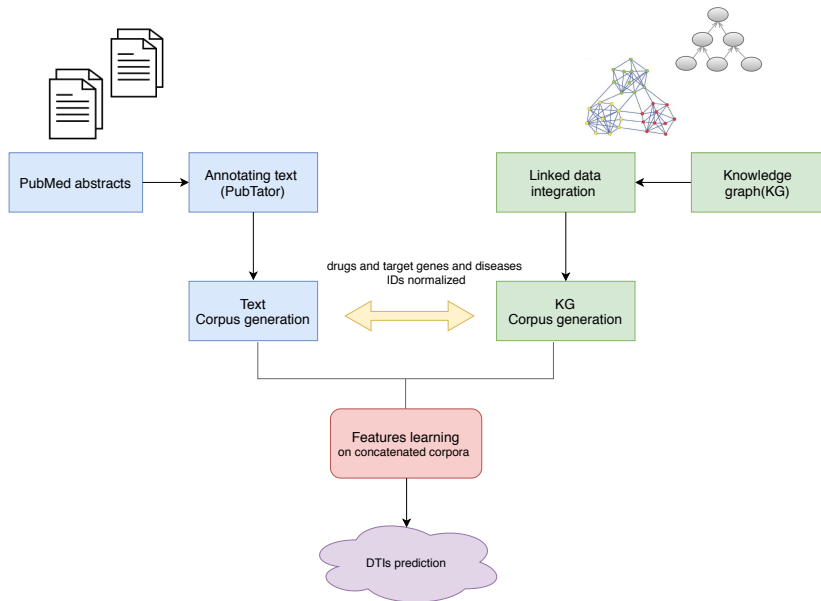 PubMed abstracts
Annotating text
(PubTator)
Linked data
integration
Knowledge
graph(KG)
drugs and target genes and diseases
IDs normalized
Text
Corpus generation
KG
Corpus generation
Features learning
on concatenated corpora
DTIs prediction